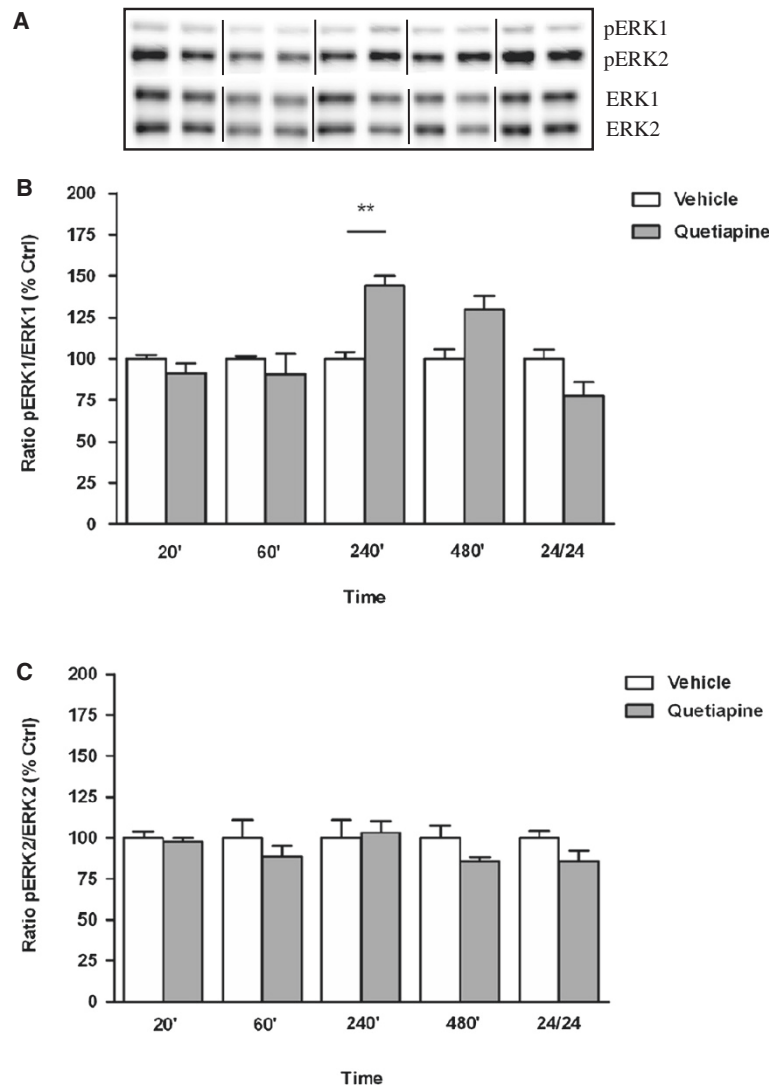 A
pERK1
pERK2
ERK1
ERK2
B
Ratio pERK1/ERK1 (% Ctrl)
200
175
150
125
100
75
50
25
0
**
Vehicle
Quetiapine
20' 60' 240' 480' 24/24
Time
C
Ratio pERK2/ERK2 (% Ctrl)
200
175
150
125
100
75
50
25
0
Vehicle
Quetiapine
20' 60' 240' 480' 24/24
Time